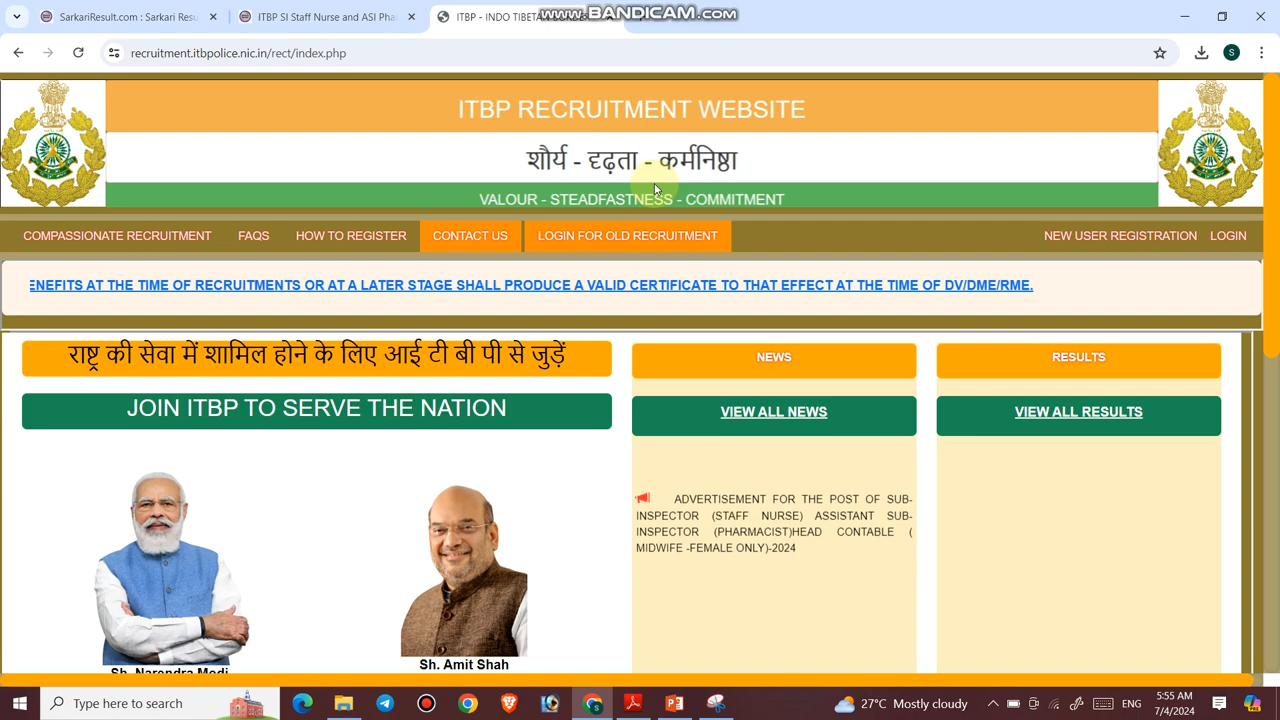 SarkariResult.com : Sarkari Resu
ITBP SI Staff Nurse and ASI Pha
ITBP - INDO TIBETAN
www.BANDICAM.com
recruitment.itbpolice.nic.in/rect/index.php
S
ITBP RECRUITMENT WEBSITE
शौर्य - दृढ़ता - कर्मनिष्ठा
VALOUR - STEADFASTNESS - COMMITMENT
COMPASSIONATE RECRUITMENT
FAQS
HOW TO REGISTER
CONTACT US
LOGIN FOR OLD RECRUITMENT
NEW USER REGISTRATION
LOGIN
ENEFITS AT THE TIME OF RECRUITMENTS OR AT A LATER STAGE SHALL PRODUCE A VALID CERTIFICATE TO THAT EFFECT AT THE TIME OF DV/DME/RME.
राष्ट्र की सेवा में शामिल होने के लिए आई टी बी पी से जुड़ें
JOIN ITBP TO SERVE THE NATION
Sh. Narendra Modi
Sh. Amit Shah
NEWS
VIEW ALL NEWS
ADVERTISEMENT FOR THE POST OF SUB-
INSPECTOR (STAFF NURSE) ASSISTANT SUB-
INSPECTOR (PHARMACIST)HEAD CONTABLE (
MIDWIFE -FEMALE ONLY)-2024
RESULTS
VIEW ALL RESULTS
Type here to search
27°C Mostly cloudy
ENG
5:55 AM
7/4/2024